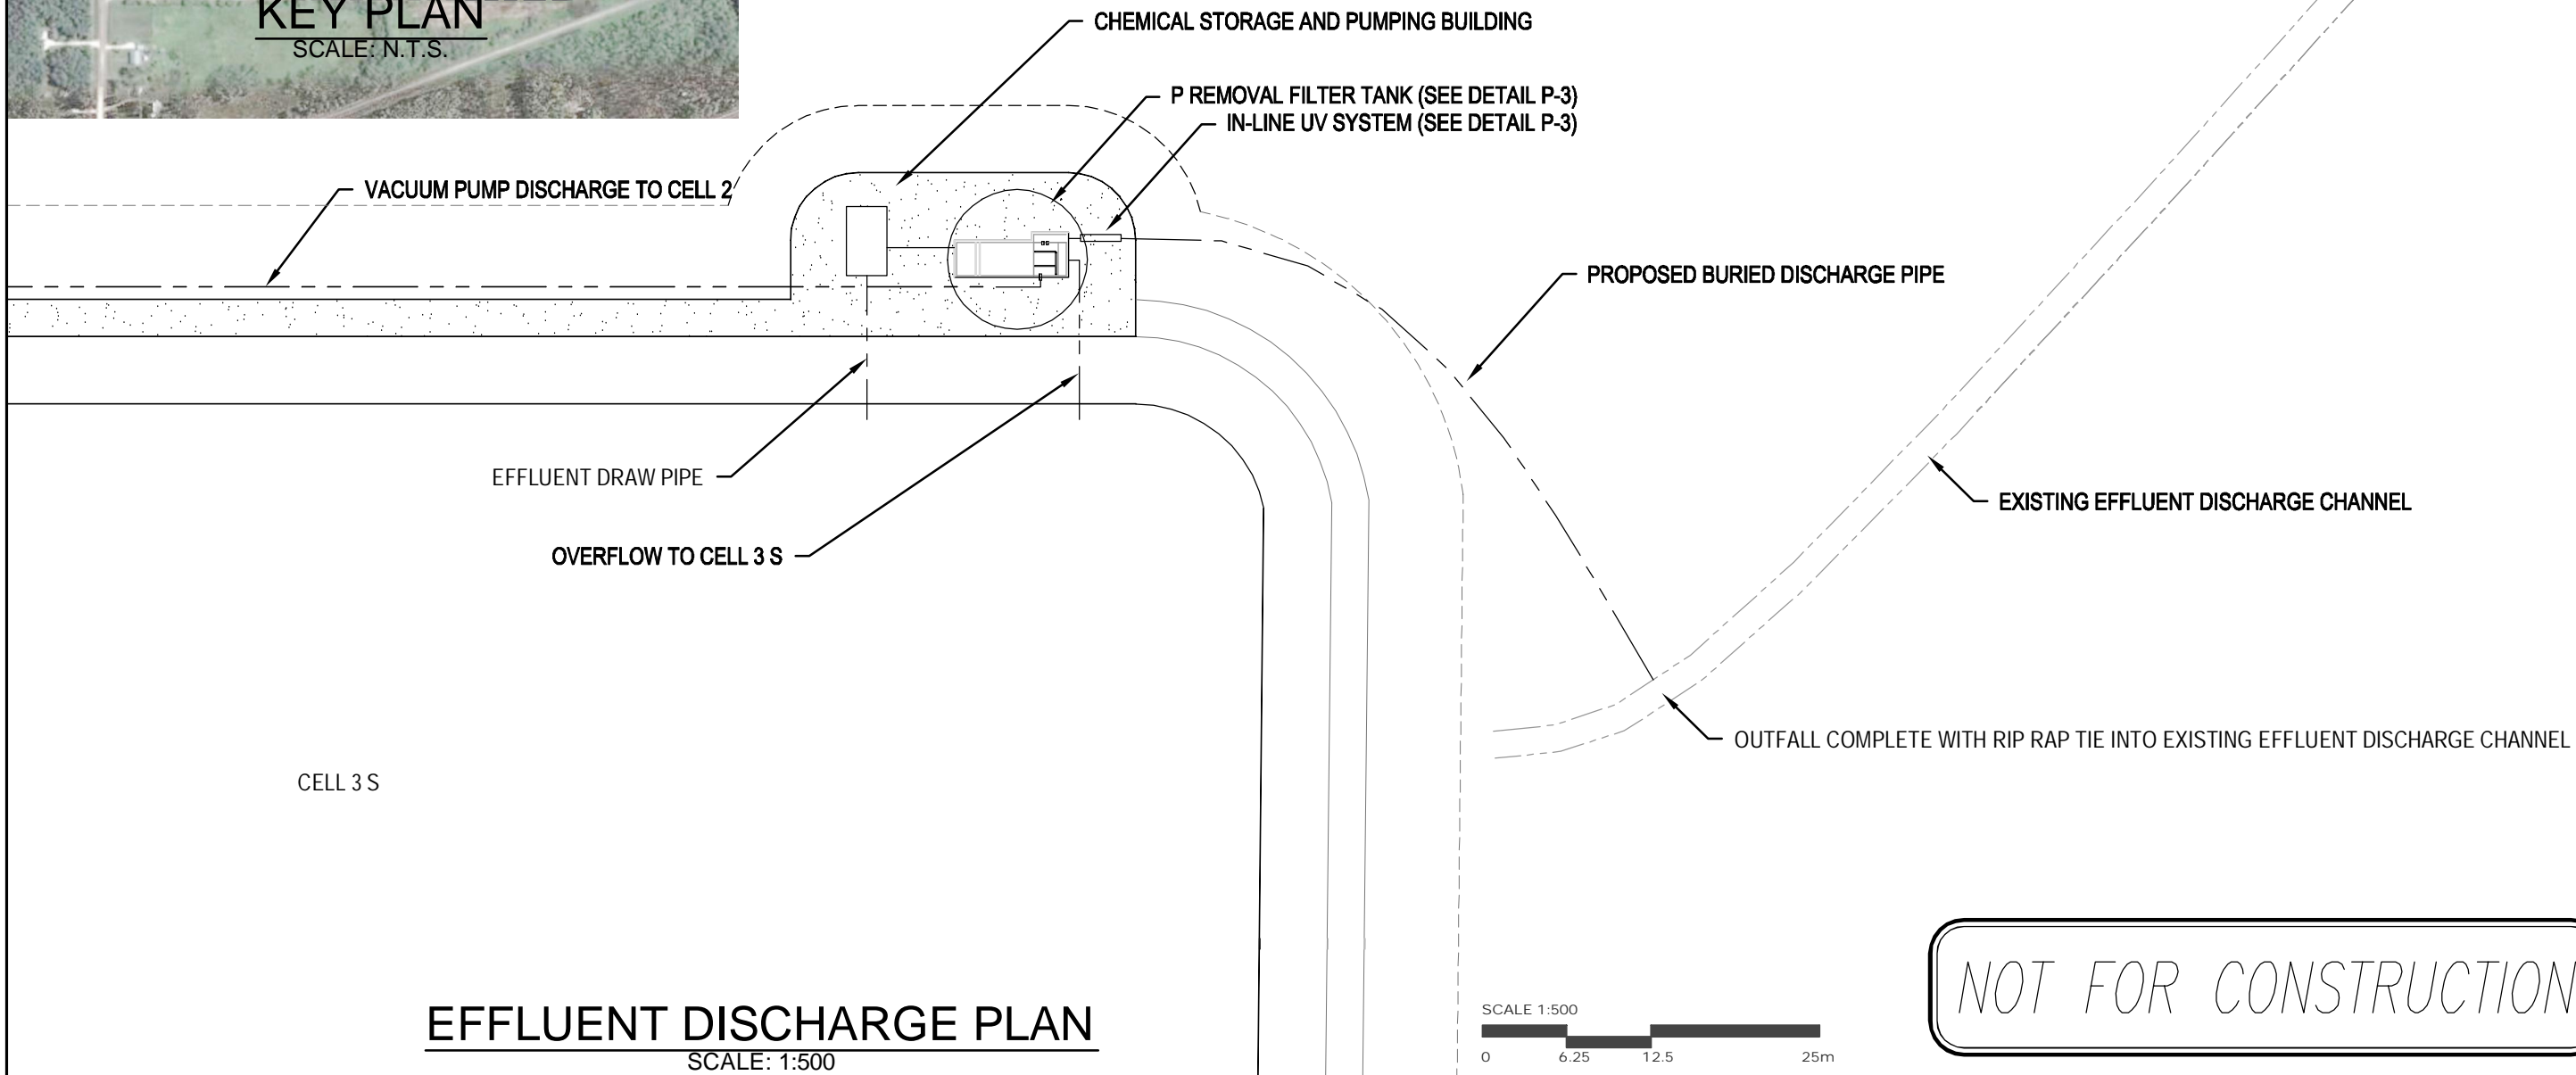 KEY PLAN
SCALE: N.T.S.
CHEMICAL STORAGE AND PUMPING BUILDING
P REMOVAL FILTER TANK (SEE DETAIL P-3)
IN-LINE UV SYSTEM (SEE DETAIL P-3)
VACUUM PUMP DISCHARGE TO CELL 2
PROPOSED BURIED DISCHARGE PIPE
EFFLUENT DRAW PIPE
EXISTING EFFLUENT DISCHARGE CHANNEL
OVERFLOW TO CELL 3 S
OUTFALL COMPLETE WITH RIP RAP TIE INTO EXISTING EFFLUENT DISCHARGE CHANNEL
CELL 3 S
EFFLUENT DISCHARGE PLAN
SCALE: 1:500
SCALE 1:500
0 6.25 12.5 25m
NOT FOR CONSTRUCTION